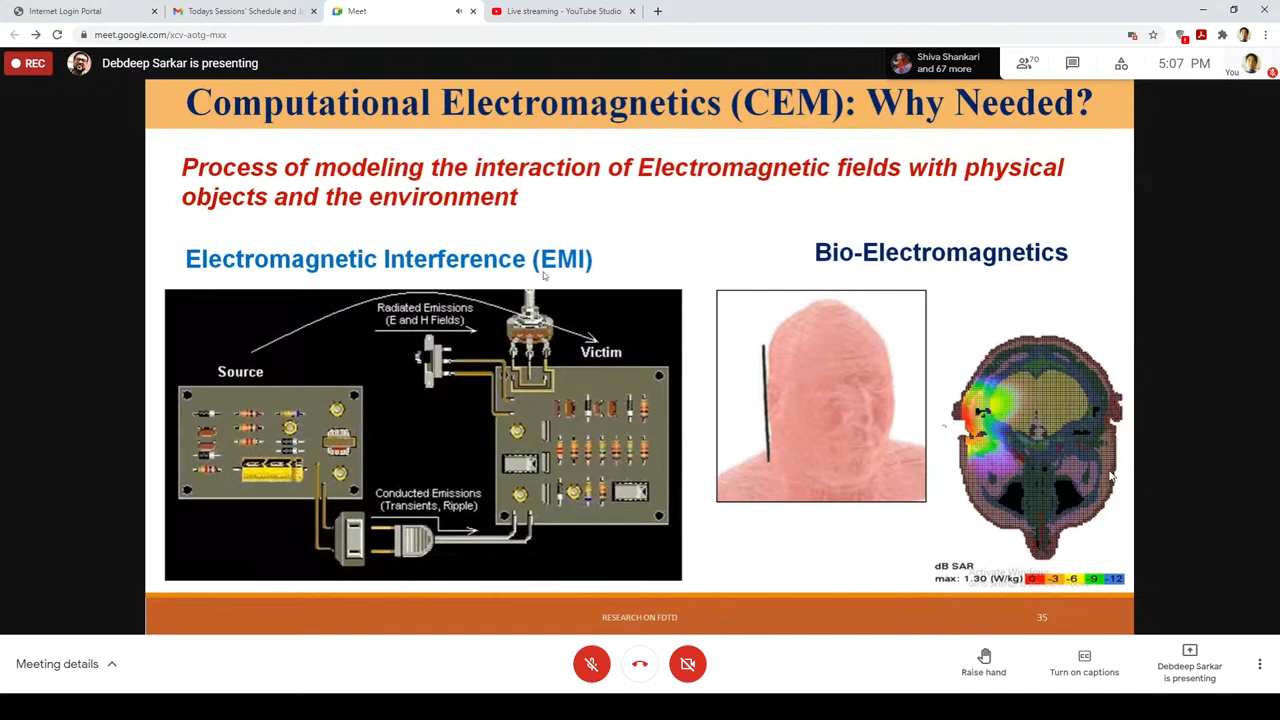 Internet Login Portal
Todays Sessions' Schedule and Jo
Meet
Live streaming - YouTube Studio
meet.google.com/xcv-aotg-mxx
REC
Debdeep Sarkar is presenting
Shiva Shankari
and 67 more
70
5:07 PM
You
Computational Electromagnetics (CEM): Why Needed?
Process of modeling the interaction of Electromagnetic fields with physical
objects and the environment
Electromagnetic Interference (EMI)
Bio-Electromagnetics
Radiated Emissions
(E and H Fields)
Source
Victim
Conducted Emissions
(Transients, Ripple)
dB SAR
Activate Windows
max: 1.30 (W/kg)
0 -3 -6 -9 -12
RESEARCH ON FDTD
35
Meeting details
Raise hand
Turn on captions
Debdeep Sarkar
is presenting